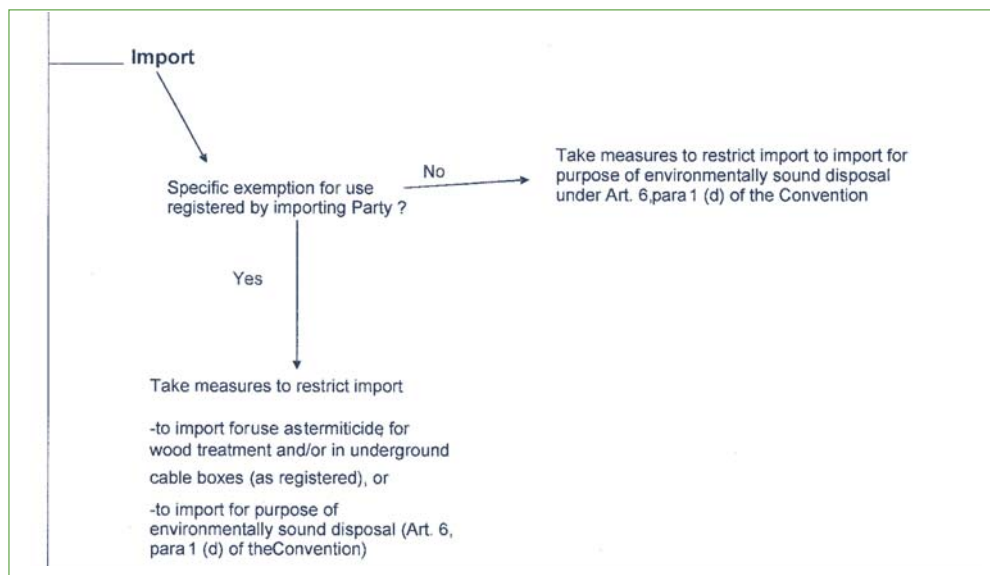 Import
No
Take measures to restrict import to import for
purpose of environmentally sound disposal
under Art. 6,para 1 (d) of the Convention
Specific exemption for use
registered by importing Party ?
Yes
Take measures to restrict import
-to import foruse astermiticide for
wood treatment and/or in underground
cable boxes (as registered), or
-to import for purpose of
environmentally sound disposal (Art. 6,
para 1 (d) of theConvention)